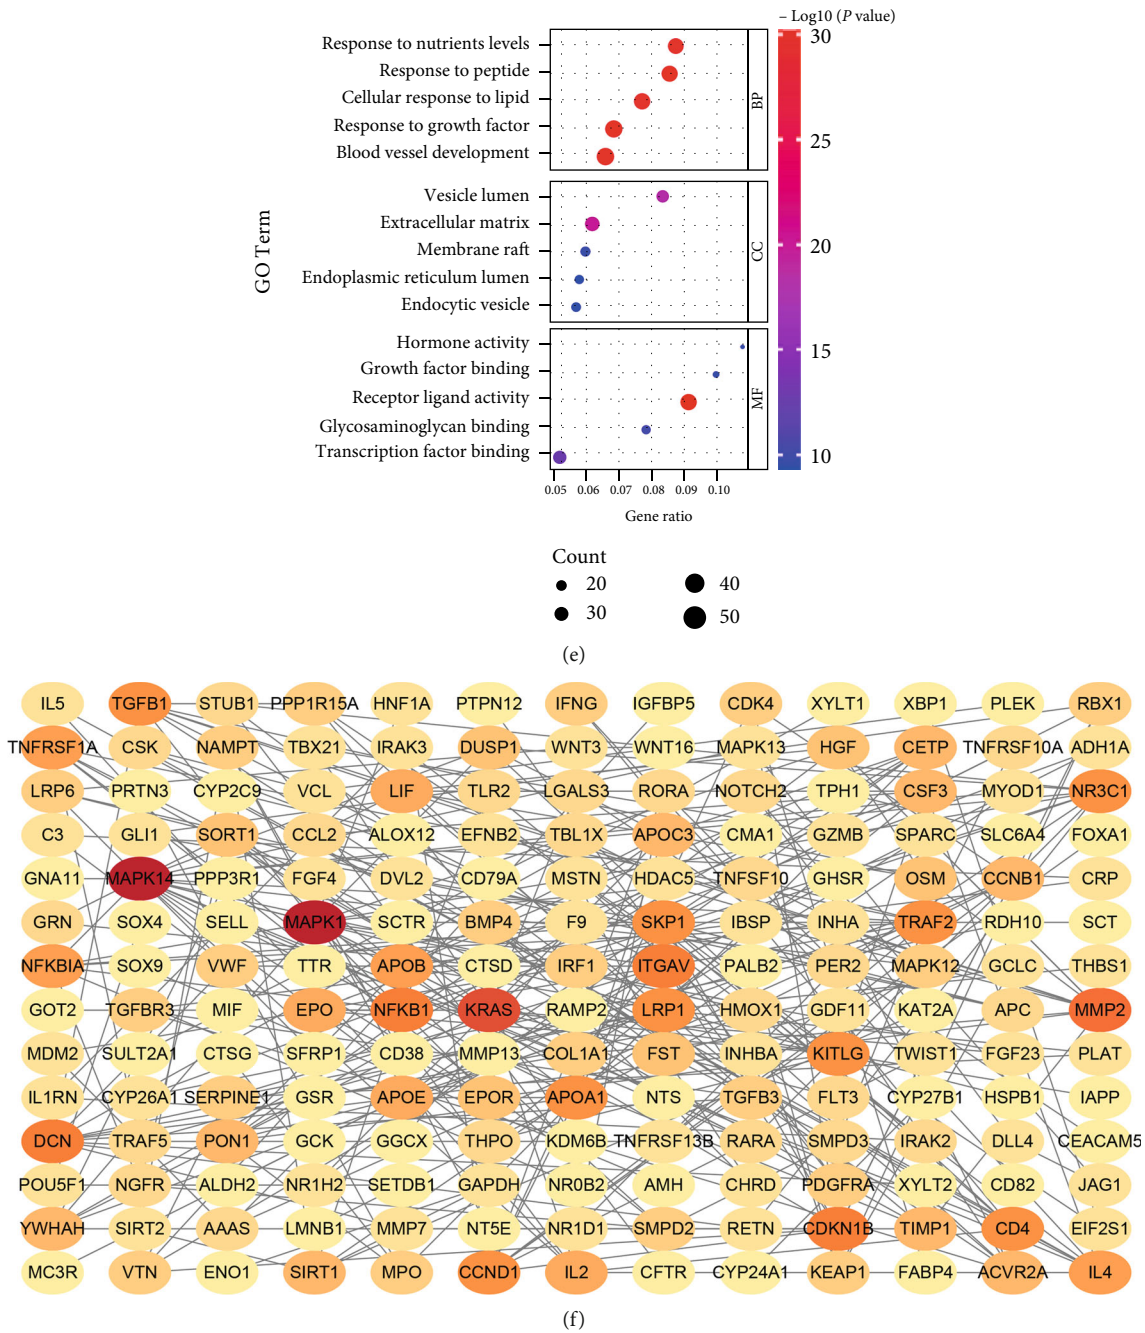 – Log10 (P value)
30
25
20
15
10
GO Term
Response to nutrients levels
Response to peptide
Cellular response to lipid
Response to growth factor
Blood vessel development
BP
Vesicle lumen
Extracellular matrix
Membrane raft
Endoplasmic reticulum lumen
Endocytic vesicle
CC
Hormone activity
Growth factor binding
Receptor ligand activity
Glycosaminoglycan binding
Transcription factor binding
MF
0.05 0.06 0.07 0.08 0.09 0.10
Gene ratio
Count
20 40
30 50
(e)
IL5 TGFB1 STUB1 PPP1R15A HNF1A PTPN12 IFNG IGFBP5 CDK4 XYLT1 XBP1 PLEK RBX1
TNFRSF1A CSK NAMPT TBX21 IRAK3 DUSP1 WNT3 WNT16 MAPK13 HGF CETP TNFRSF10A ADH1A
LRP6 PRTN3 CYP2C9 VCL LIF TLR2 LGALS3 RORA NOTCH2 TPH1 CSF3 MYOD1 NR3C1
C3 GLI1 SORT1 CCL2 ALOX12 EFNB2 TBL1X APOC3 CMA1 GZMB SPARC SLC6A4 FOXA1
GNA11 MAPK14 PPP3R1 FGF4 DVL2 CD79A MSTN HDAC5 TNFSF10 GHSR OSM CCNB1 CRP
GRN SOX4 SELL MAPK1 SCTR BMP4 F9 SKP1 IBSP INHA TRAF2 RDH10 SCT
NFKBIA SOX9 VWF TTR APOB CTSD IRF1 ITGAV PALB2 PER2 MAPK12 GCLC THBS1
GOT2 TGFBR3 MIF EPO NFKB1 KRAS RAMP2 LRP1 HMOX1 GDF11 KAT2A APC MMP2
MDM2 SULT2A1 CTSG SFRP1 CD38 MMP13 COL1A1 FST INHBA KITLG TWIST1 FGF23 PLAT
IL1RN CYP26A1 SERPINE1 GSR APOE EPOR APOA1 NTS TGFB3 FLT3 CYP27B1 HSPB1 IAPP
DCN TRAF5 PON1 GCK GGCX THPO KDM6B TNFRSF13B RARA SMPD3 IRAK2 DLL4 CEACAM5
POU5F1 NGFR ALDH2 NR1H2 SETDB1 GAPDH NR0B2 AMH CHRD PDGFRA XYLT2 CD82 JAG1
YWHAH SIRT2 AAAS LMNB1 MMP7 NT5E NR1D1 SMPD2 RETN CDKN1B TIMP1 CD4 EIF2S1
MC3R VTN ENO1 SIRT1 MPO CCND1 IL2 CFTR CYP24A1 KEAP1 FABP4 ACVR2A IL4
(f)